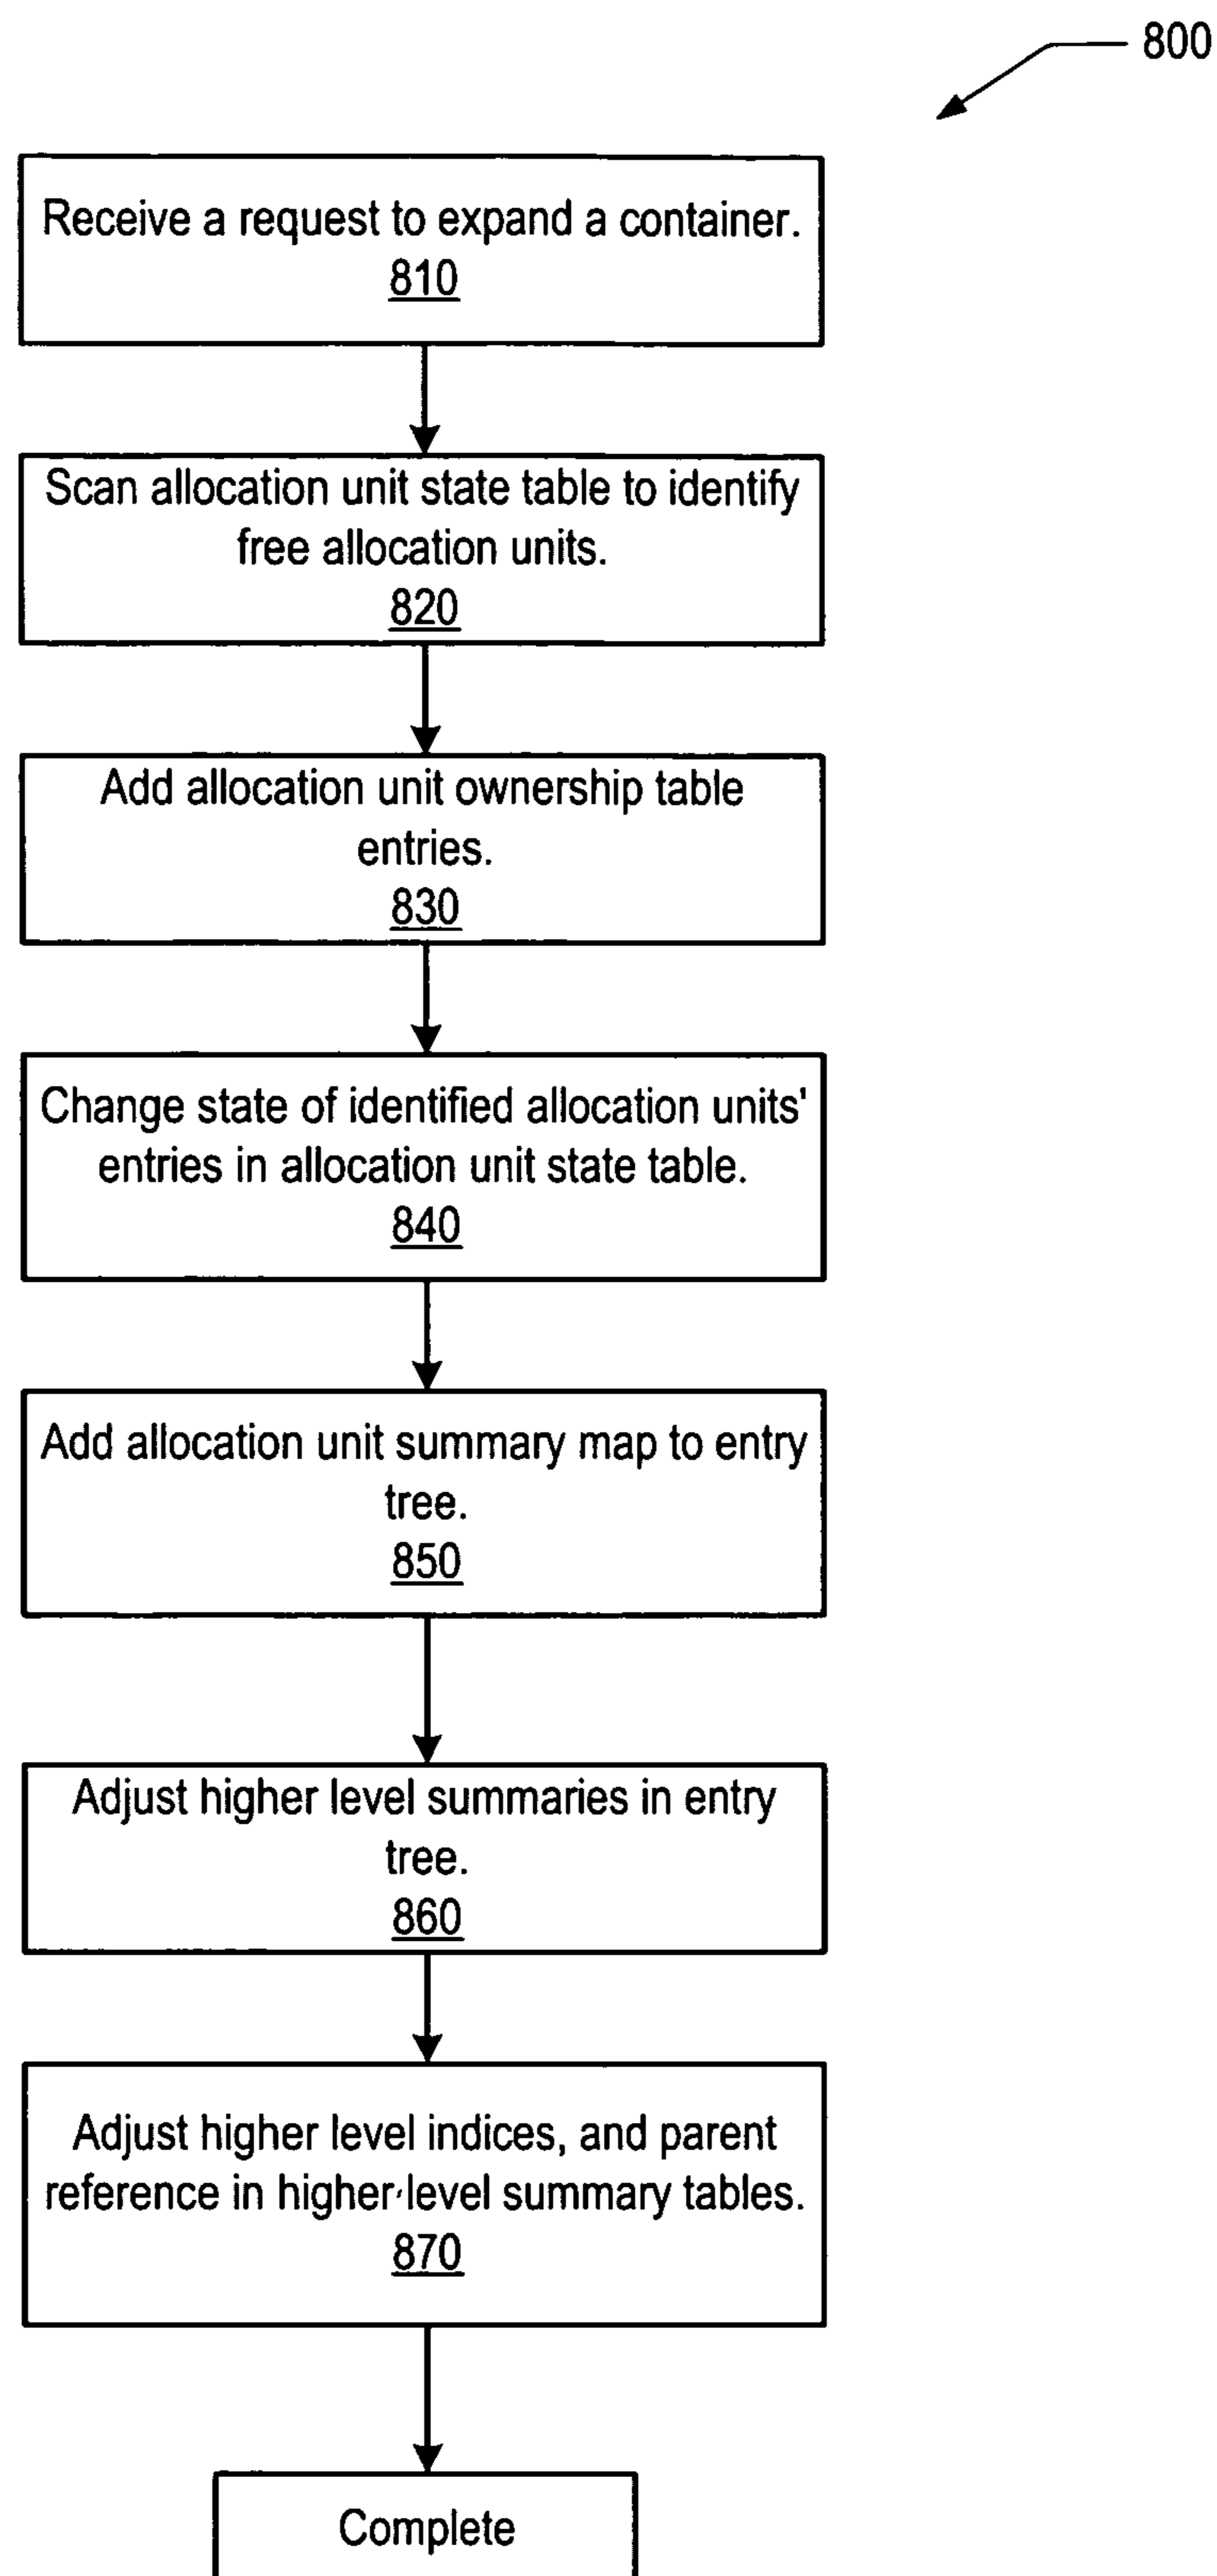 800
Receive a request to expand a container.
810
Scan allocation unit state table to identify
free allocation units.
820
Add allocation unit ownership table
entries.
830
Change state of identified allocation units'
entries in allocation unit state table.
840
Add allocation unit summary map to entry
tree.
850
Adjust higher level summaries in entry
tree.
860
Adjust higher level indices, and parent
reference in higher level summary tables.
870
Complete